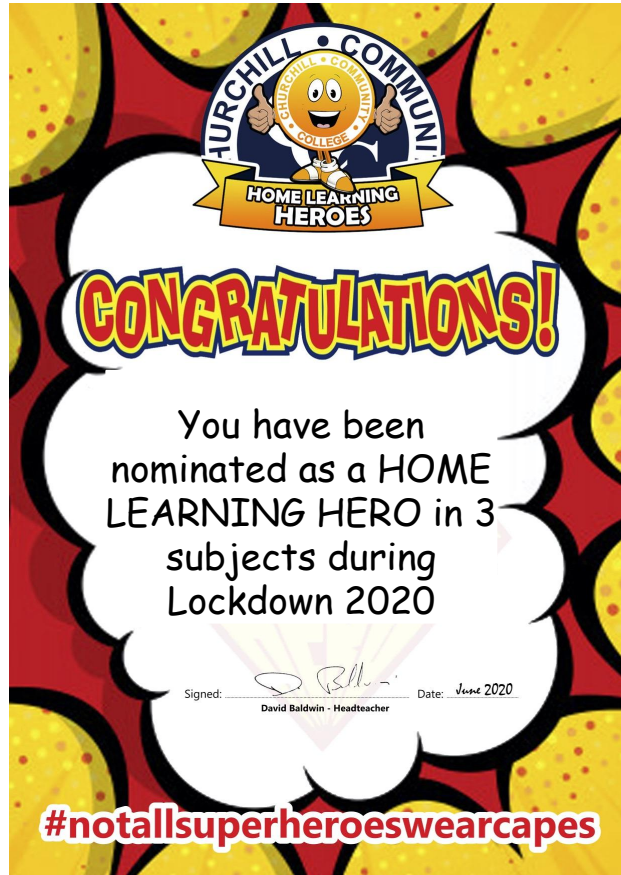 CHURCHILL • COMMUNITY
CHURCHILL • COMMUNITY
• COLLEGE •
HOME LEARNING
HEROES
CONGRATULATIONS!
You have been
nominated as a HOME
LEARNING HERO in 3
subjects during
Lockdown 2020
Signed: D. Baldwin Date: June 2020
David Baldwin - Headteacher
#notallsuperheroeswearcapes